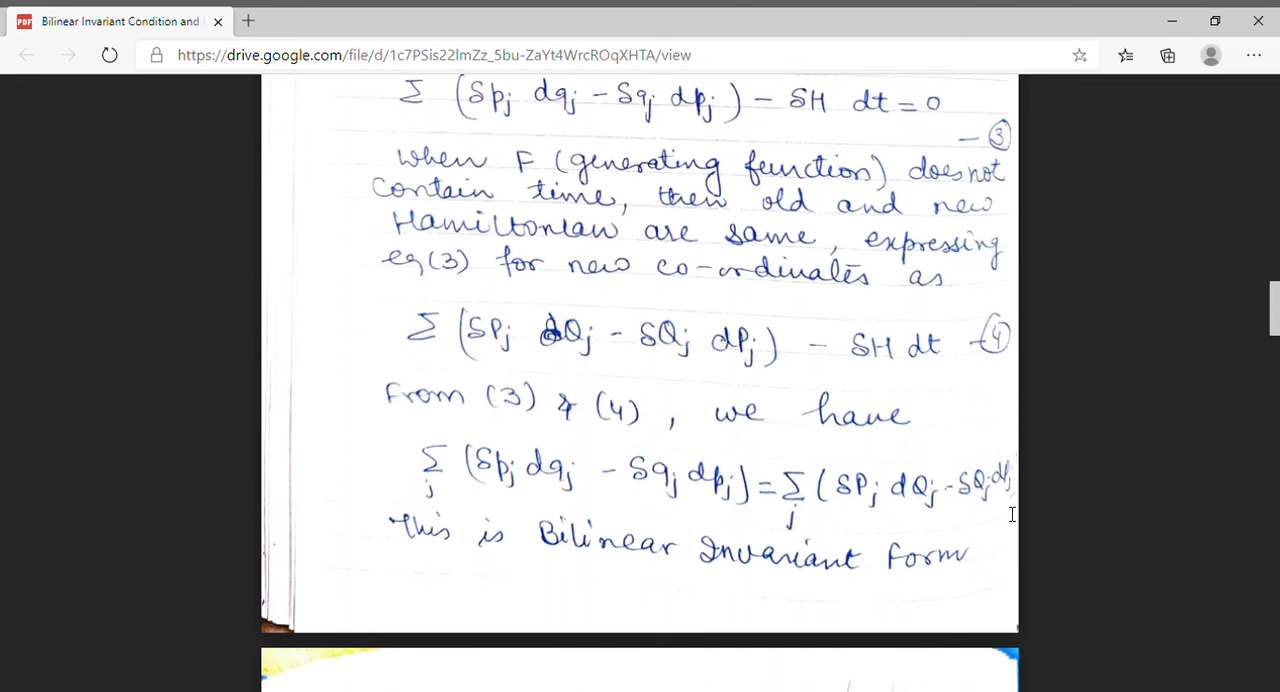 Bilinear Invariant Condition and
https://drive.google.com/file/d/1c7PSis22lmZz_5bu-ZaYt4WrcROqXHTA/view
Σ (δpj dqj − δqj dpj) − δH dt = 0
— ③
when F (generating function) does not
contain time, then old and new
Hamiltonian are same, expressing
eq(3) for new co-ordinates as
Σ (δPj dQj − δQj dPj) − δH dt — ④
From (3) & (4), we have
Σj (δpj dqj − δqj dpj) = Σj (δPj dQj − δQj dPj
This is Bilinear Invariant form